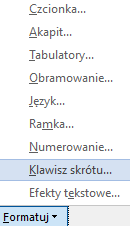 Czcionka...
Akapit...
Tabulatory...
Obramowanie...
Język...
Ramka...
Numerowanie...
Klawisz skrótu...
Efekty tekstowe...
Formatuj